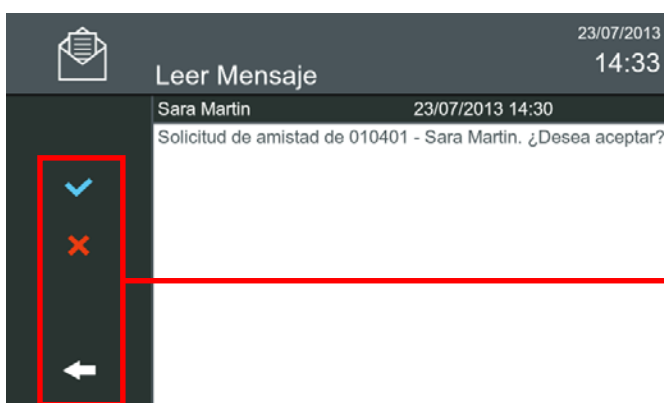 23/07/2013
14:33
Leer Mensaje
Sara Martin 23/07/2013 14:30
Solicitud de amistad de 010401 - Sara Martin. ¿Desea aceptar?